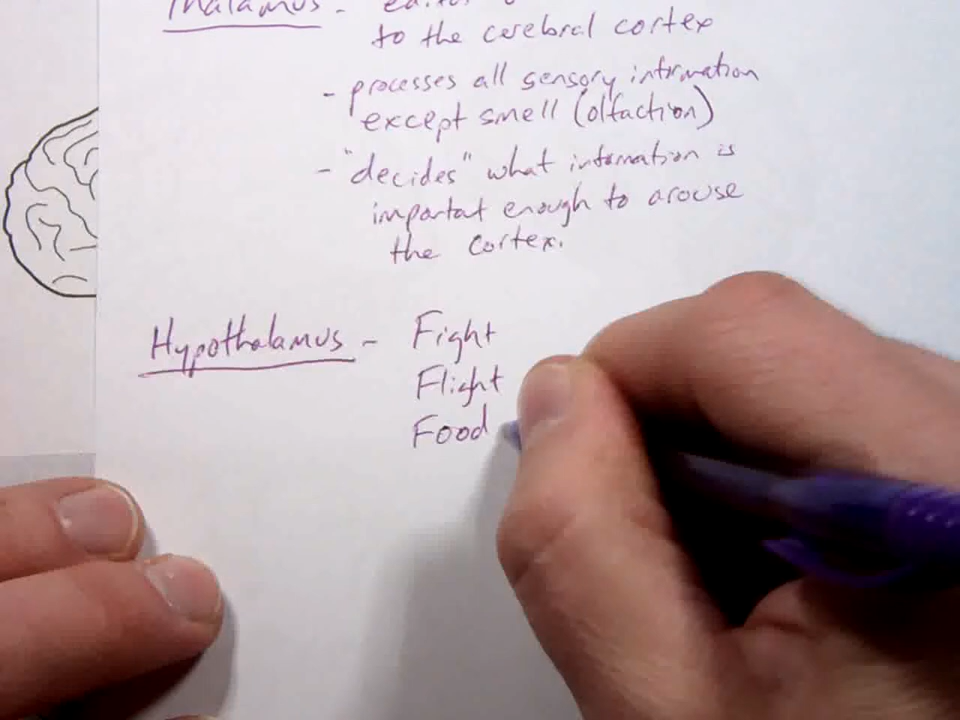 Thalamus -
to the cerebral cortex
- processes all sensory information
except smell (olfaction)
- "decides" what information is
important enough to arouse
the cortex.
Hypothalamus - Fight
Flight
Food